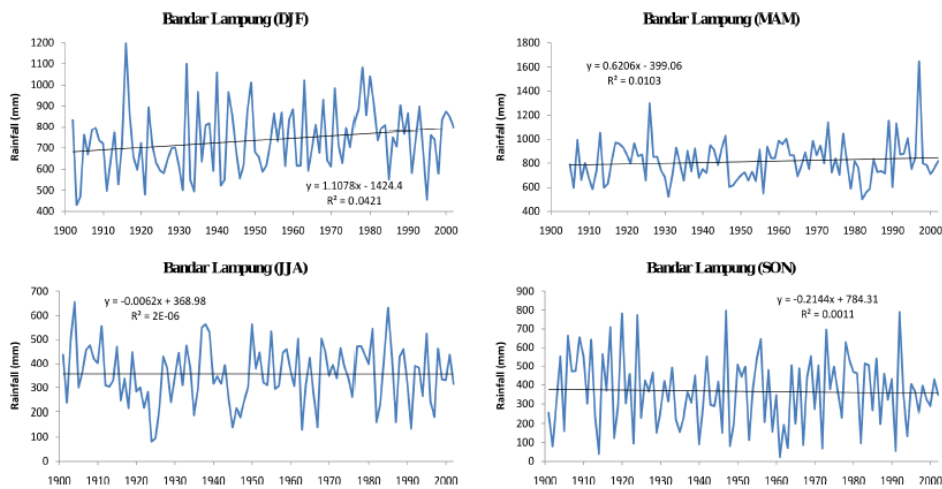 Bandar Lampung (DJF)
Rainfall (mm)
1200
1100
1000
900
800
700
600
500
400
y = 1.1078x - 1424.4
R² = 0.0421
1900 1910 1920 1930 1940 1950 1960 1970 1980 1990 2000
Bandar Lampung (MAM)
Rainfall (mm)
1800
1600
1400
1200
1000
800
600
400
y = 0.6206x - 399.06
R² = 0.0103
1900 1910 1920 1930 1940 1950 1960 1970 1980 1990 2000
Bandar Lampung (JJA)
Rainfall (mm)
700
600
500
400
300
200
100
0
y = -0.0062x + 368.98
R² = 2E-06
1900 1910 1920 1930 1940 1950 1960 1970 1980 1990 2000
Bandar Lampung (SON)
Rainfall (mm)
900
800
700
600
500
400
300
200
100
0
y = -0.2144x + 784.31
R² = 0.0011
1900 1910 1920 1930 1940 1950 1960 1970 1980 1990 2000